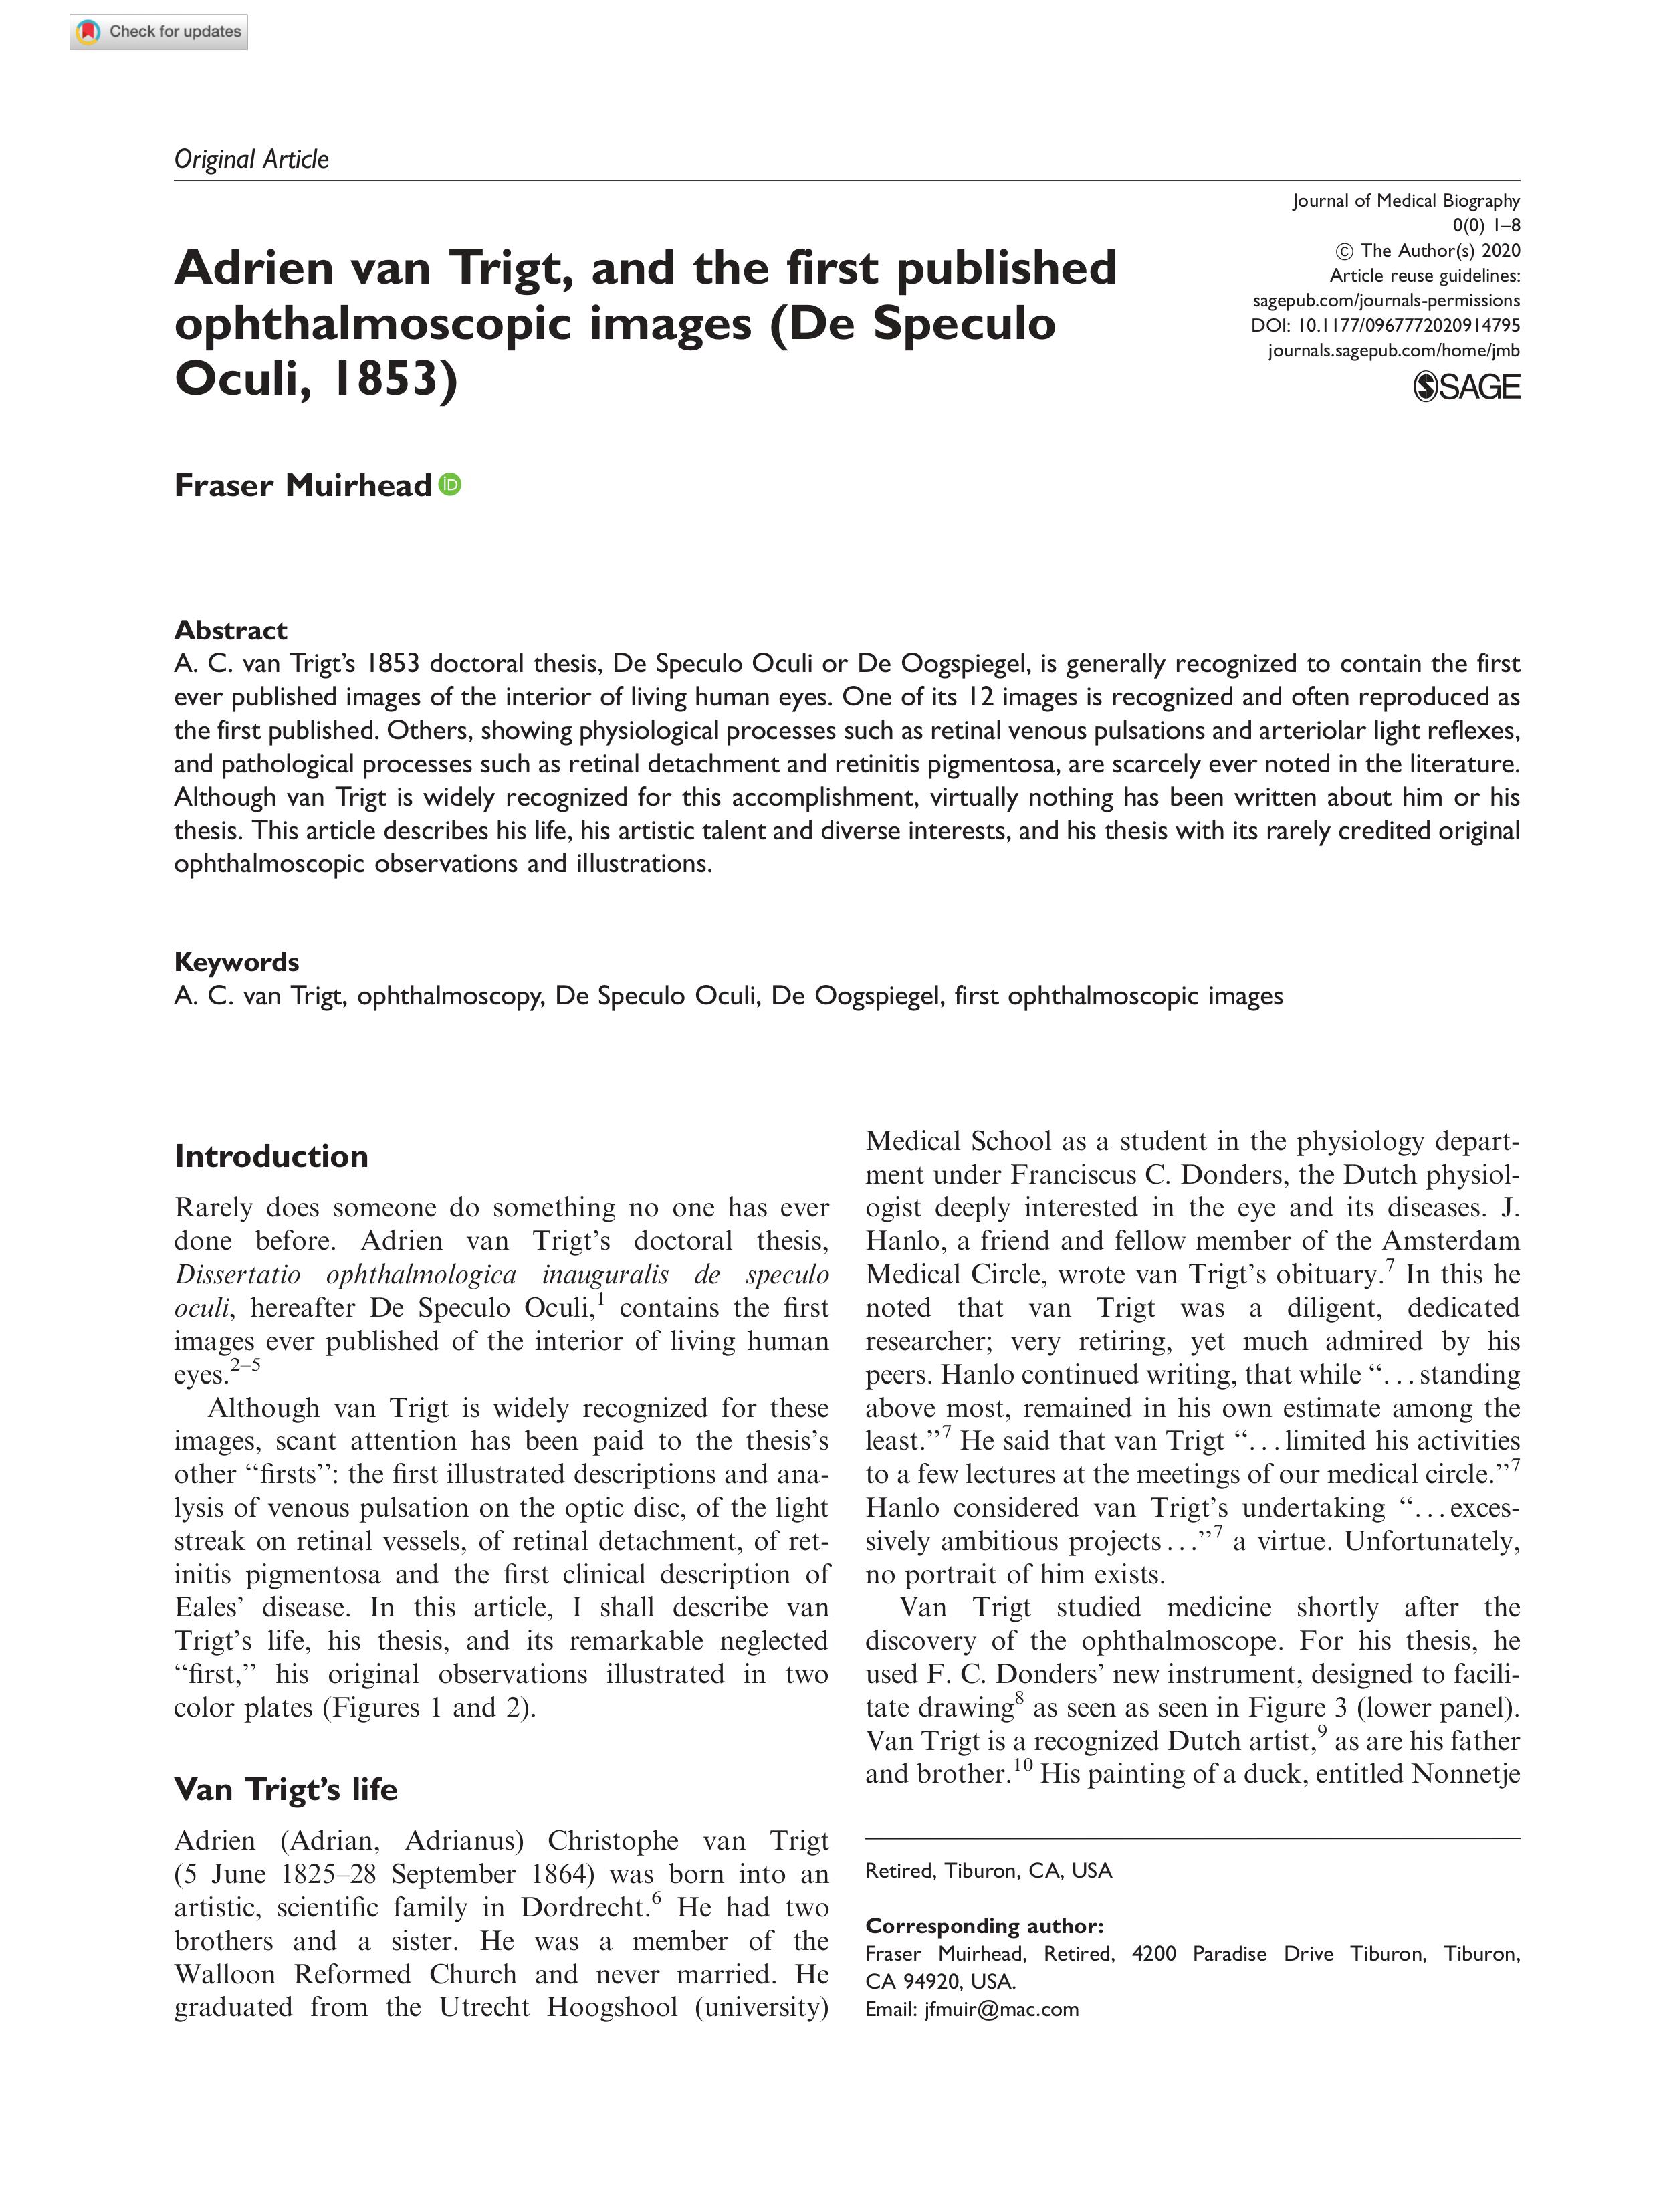 Check for updates
Original Article
Journal of Medical Biography
0(0) 1–8
© The Author(s) 2020
Article reuse guidelines:
sagepub.com/journals-permissions
DOI: 10.1177/0967772020914795
journals.sagepub.com/home/jmb
SAGE
Adrien van Trigt, and the first published
ophthalmoscopic images (De Speculo
Oculi, 1853)
Fraser Muirhead iD
Abstract
A. C. van Trigt’s 1853 doctoral thesis, De Speculo Oculi or De Oogspiegel, is generally recognized to contain the first
ever published images of the interior of living human eyes. One of its 12 images is recognized and often reproduced as
the first published. Others, showing physiological processes such as retinal venous pulsations and arteriolar light reflexes,
and pathological processes such as retinal detachment and retinitis pigmentosa, are scarcely ever noted in the literature.
Although van Trigt is widely recognized for this accomplishment, virtually nothing has been written about him or his
thesis. This article describes his life, his artistic talent and diverse interests, and his thesis with its rarely credited original
ophthalmoscopic observations and illustrations.
Keywords
A. C. van Trigt, ophthalmoscopy, De Speculo Oculi, De Oogspiegel, first ophthalmoscopic images
Introduction
Rarely does someone do something no one has ever
done before. Adrien van Trigt’s doctoral thesis,
Dissertatio ophthalmologica inauguralis de speculo
oculi, hereafter De Speculo Oculi,1 contains the first
images ever published of the interior of living human
eyes.2–5
Although van Trigt is widely recognized for these
images, scant attention has been paid to the thesis’s
other “firsts”: the first illustrated descriptions and ana-
lysis of venous pulsation on the optic disc, of the light
streak on retinal vessels, of retinal detachment, of ret-
initis pigmentosa and the first clinical description of
Eales’ disease. In this article, I shall describe van
Trigt’s life, his thesis, and its remarkable neglected
“first,” his original observations illustrated in two
color plates (Figures 1 and 2).
Van Trigt’s life
Adrien (Adrian, Adrianus) Christophe van Trigt
(5 June 1825–28 September 1864) was born into an
artistic, scientific family in Dordrecht.6 He had two
brothers and a sister. He was a member of the
Walloon Reformed Church and never married. He
graduated from the Utrecht Hoogshool (university)
Medical School as a student in the physiology depart-
ment under Franciscus C. Donders, the Dutch physiol-
ogist deeply interested in the eye and its diseases. J.
Hanlo, a friend and fellow member of the Amsterdam
Medical Circle, wrote van Trigt’s obituary.7 In this he
noted that van Trigt was a diligent, dedicated
researcher; very retiring, yet much admired by his
peers. Hanlo continued writing, that while “. . . standing
above most, remained in his own estimate among the
least.”7 He said that van Trigt “. . . limited his activities
to a few lectures at the meetings of our medical circle.”7
Hanlo considered van Trigt’s undertaking “. . . exces-
sively ambitious projects . . .”7 a virtue. Unfortunately,
no portrait of him exists.
Van Trigt studied medicine shortly after the
discovery of the ophthalmoscope. For his thesis, he
used F. C. Donders’ new instrument, designed to facili-
tate drawing8 as seen as seen in Figure 3 (lower panel).
Van Trigt is a recognized Dutch artist,9 as are his father
and brother.10 His painting of a duck, entitled Nonnetje
Retired, Tiburon, CA, USA
Corresponding author:
Fraser Muirhead, Retired, 4200 Paradise Drive Tiburon, Tiburon,
CA 94920, USA.
Email: jfmuir@mac.com